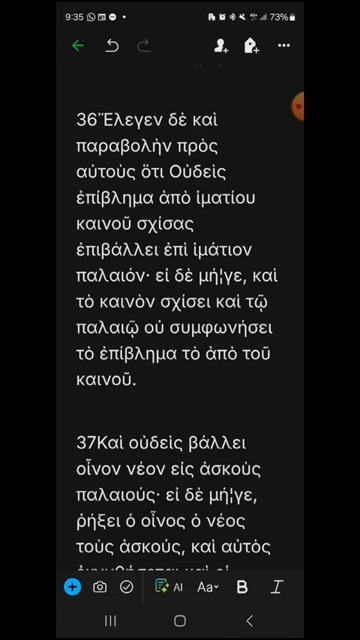 9:35
73%
36Ἔλεγεν δὲ καὶ
παραβολὴν πρὸς
αὐτοὺς ὅτι Οὐδεὶς
ἐπίβλημα ἀπὸ ἱματίου
καινοῦ σχίσας
ἐπιβάλλει ἐπὶ ἱμάτιον
παλαιόν· εἰ δὲ μή¦γε, καὶ
τὸ καινὸν σχίσει καὶ τῷ
παλαιῷ οὐ συμφωνήσει
τὸ ἐπίβλημα τὸ ἀπὸ τοῦ
καινοῦ.
37Καὶ οὐδεὶς βάλλει
οἶνον νέον εἰς ἀσκοὺς
παλαιούς· εἰ δὲ μή¦γε,
ῥήξει ὁ οἶνος ὁ νέος
τοὺς ἀσκούς, καὶ αὐτὸς
AI Aa B I